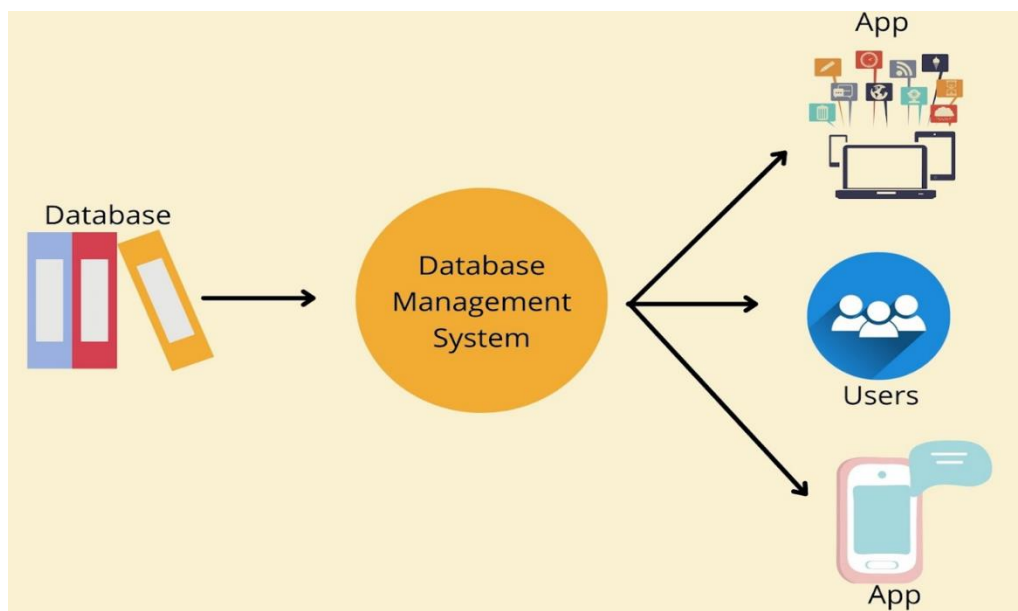 App
Database
Database
Management
System
Users
App